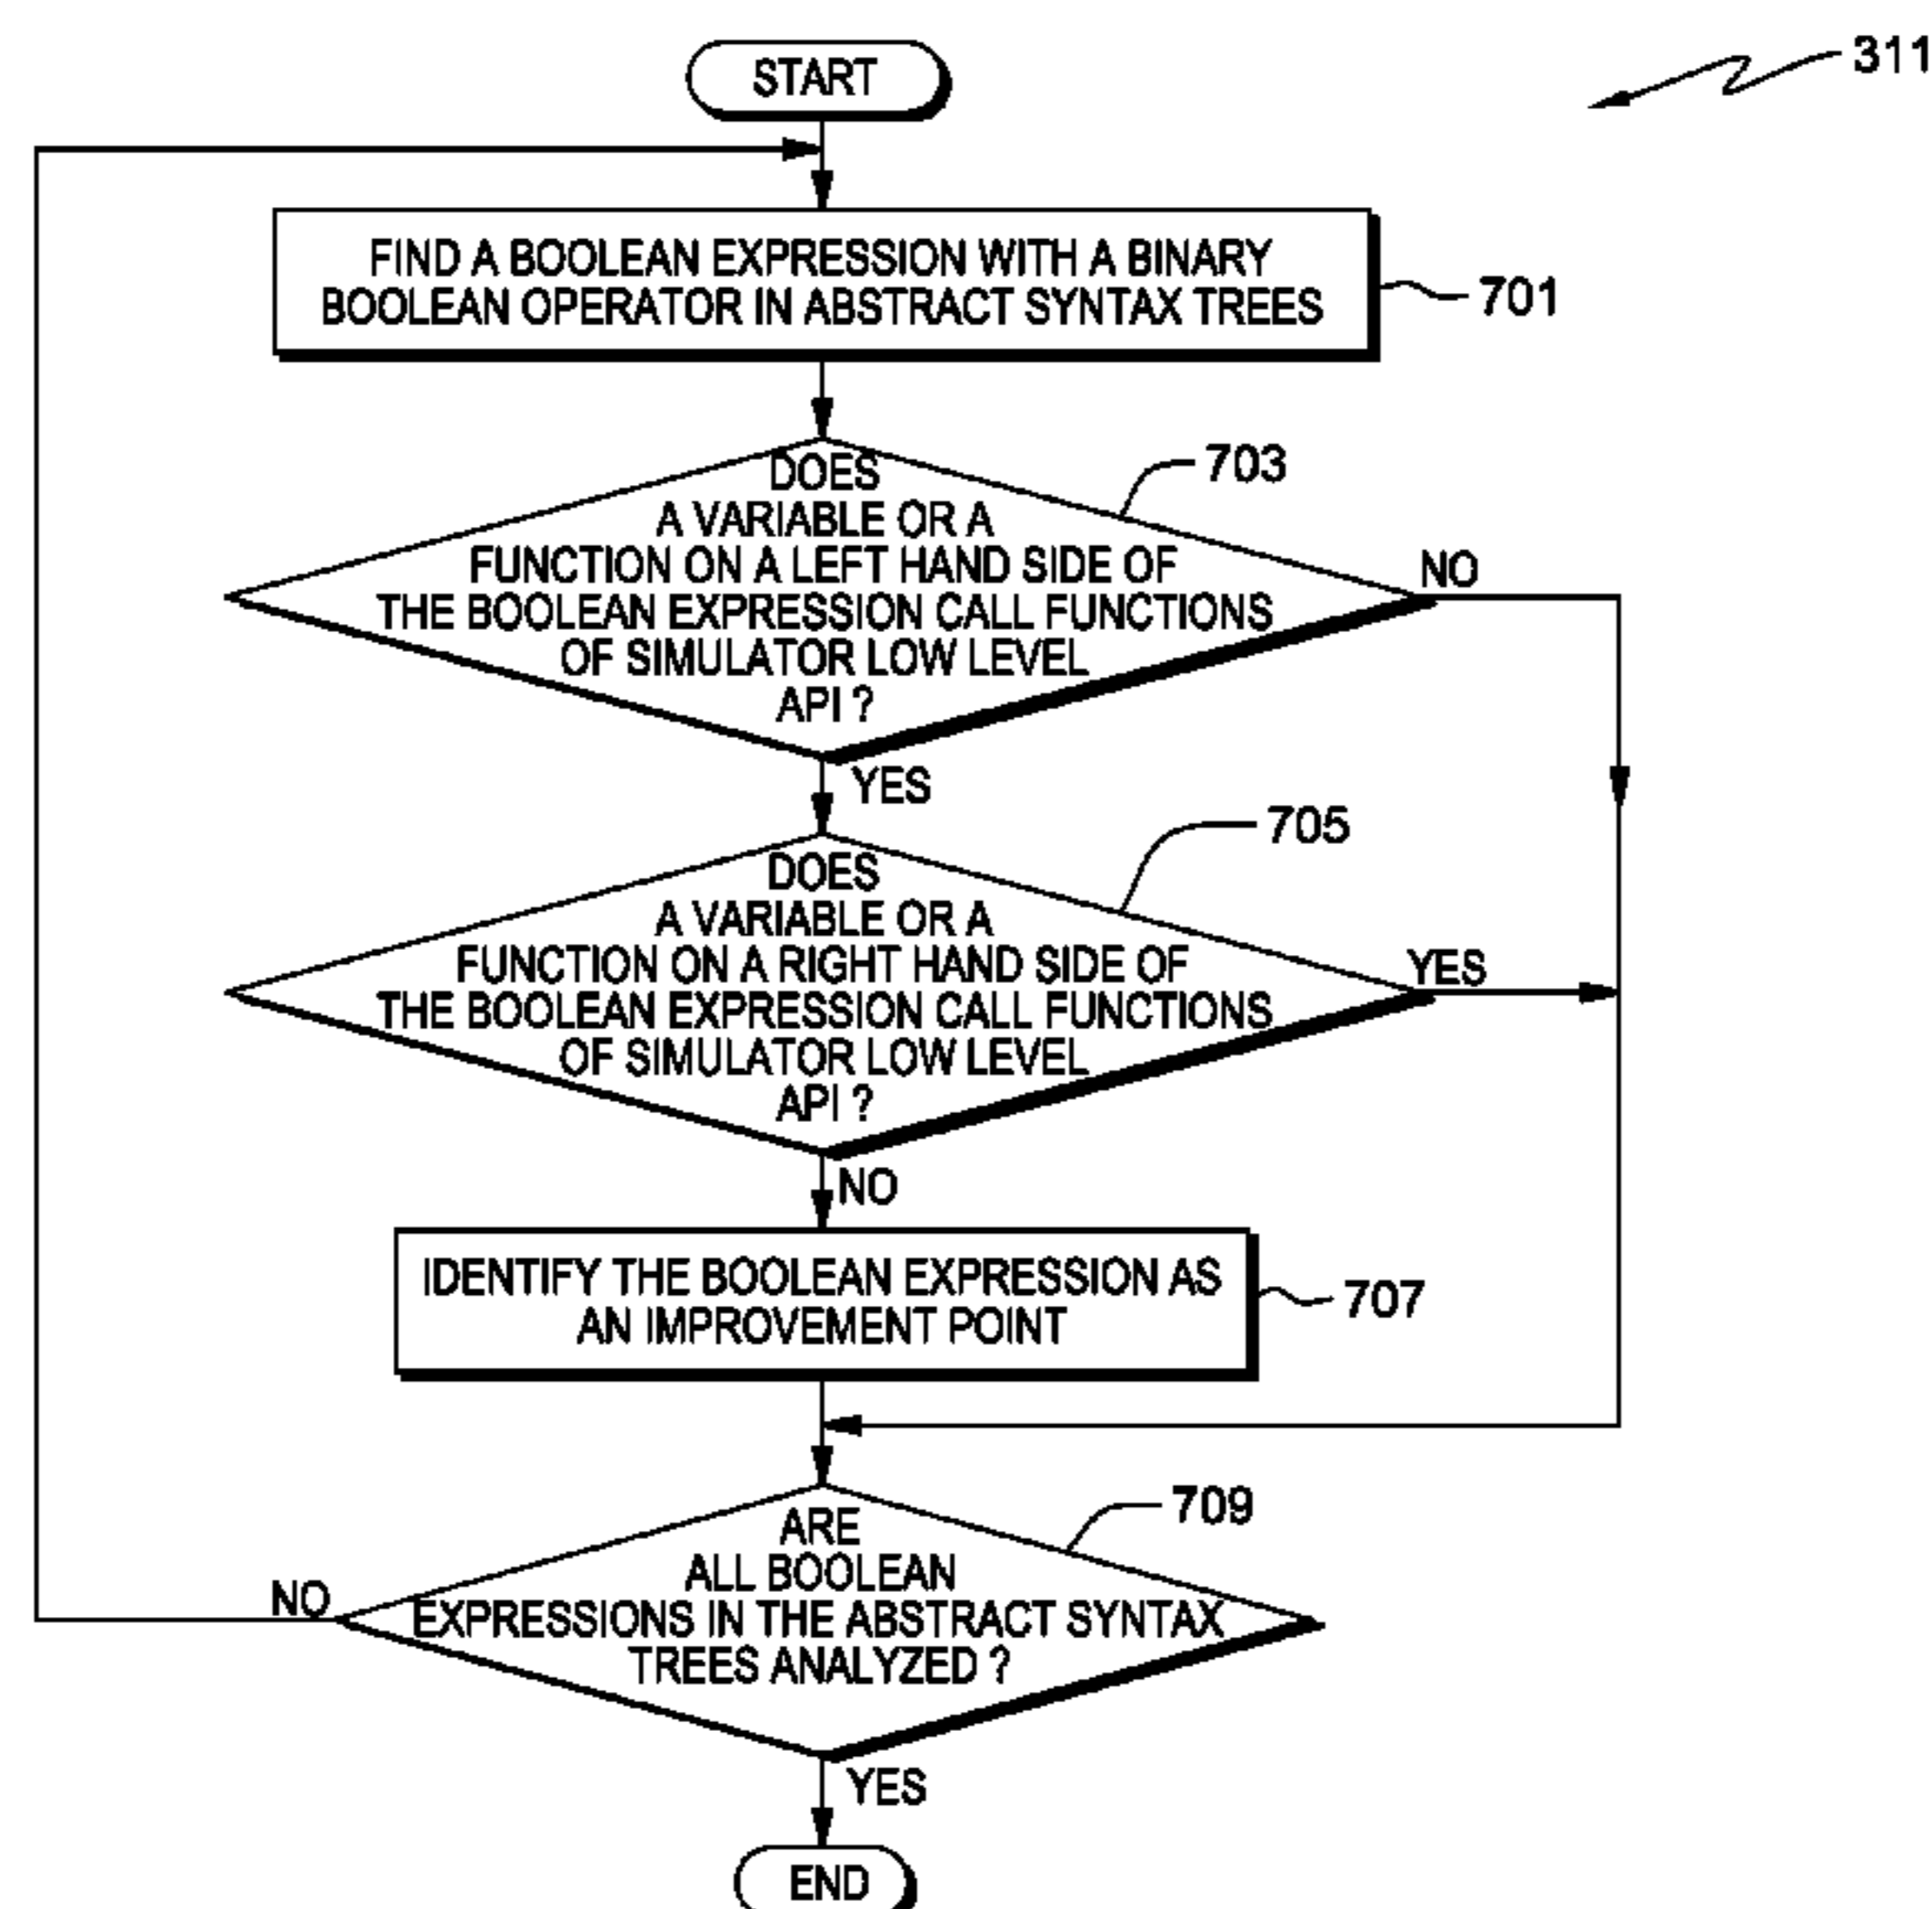 START
311
FIND A BOOLEAN EXPRESSION WITH A BINARY
BOOLEAN OPERATOR IN ABSTRACT SYNTAX TREES
701
DOES
A VARIABLE OR A
FUNCTION ON A LEFT HAND SIDE OF
THE BOOLEAN EXPRESSION CALL FUNCTIONS
OF SIMULATOR LOW LEVEL
API ?
703
NO
YES
DOES
A VARIABLE OR A
FUNCTION ON A RIGHT HAND SIDE OF
THE BOOLEAN EXPRESSION CALL FUNCTIONS
OF SIMULATOR LOW LEVEL
API ?
705
YES
NO
IDENTIFY THE BOOLEAN EXPRESSION AS
AN IMPROVEMENT POINT
707
ARE
ALL BOOLEAN
EXPRESSIONS IN THE ABSTRACT SYNTAX
TREES ANALYZED ?
709
NO
YES
END